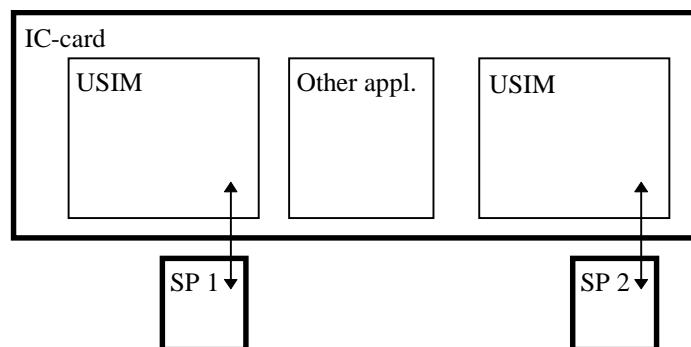 IC-card
USIM
Other appl.
USIM
SP 1
SP 2